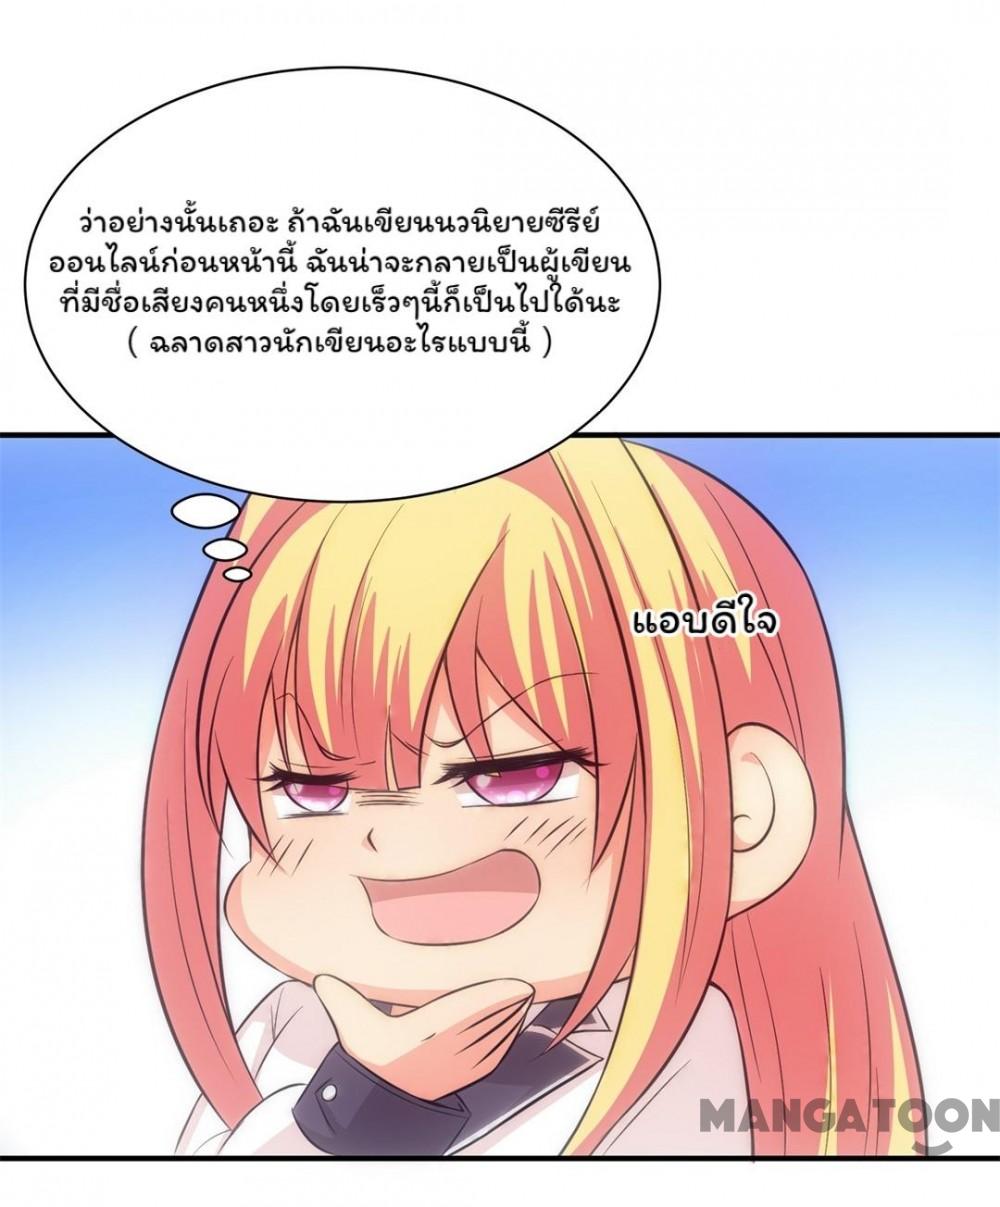 ว่าอย่างนั้นเถอะ ถ้าฉันเขียนนวนิยายซีรีย์
ออนไลน์ก่อนหน้านี้ ฉันน่าจะกลายเป็นผู้เขียน
ที่มีชื่อเสียงคนหนึ่งโดยเร็วๆนี้ก็เป็นไปใด้นะ
( ฉลาดสาวนักเขียนอะไรแบบนี้ )
แอบดีใจ
MANGATOON